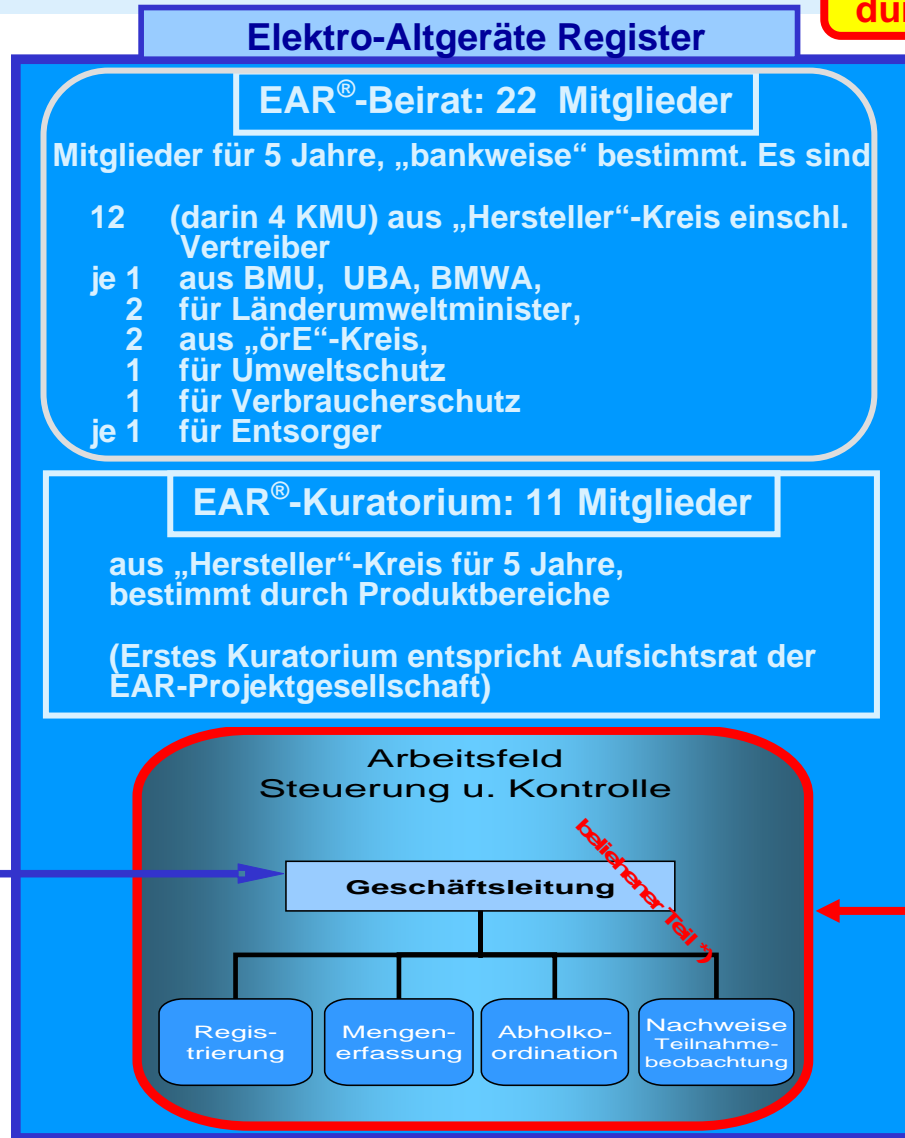 dur
Elektro-Altgeräte Register
EAR®-Beirat: 22 Mitglieder
Mitglieder für 5 Jahre, „bankweise“ bestimmt. Es sind
12 (darin 4 KMU) aus „Hersteller“-Kreis einschl.
Vertreiber
je 1 aus BMU, UBA, BMWA,
2 für Länderumweltminister,
2 aus „örE“-Kreis,
1 für Umweltschutz
1 für Verbraucherschutz
je 1 für Entsorger
EAR®-Kuratorium: 11 Mitglieder
aus „Hersteller“-Kreis für 5 Jahre,
bestimmt durch Produktbereiche
(Erstes Kuratorium entspricht Aufsichtsrat der
EAR-Projektgesellschaft)
Arbeitsfeld
Steuerung u. Kontrolle
beliehener Teil *)
Geschäftsleitung
Regis-
trierung
Mengen-
erfassung
Abholko-
ordination
Nachweise
Teilnahme-
beobachtung